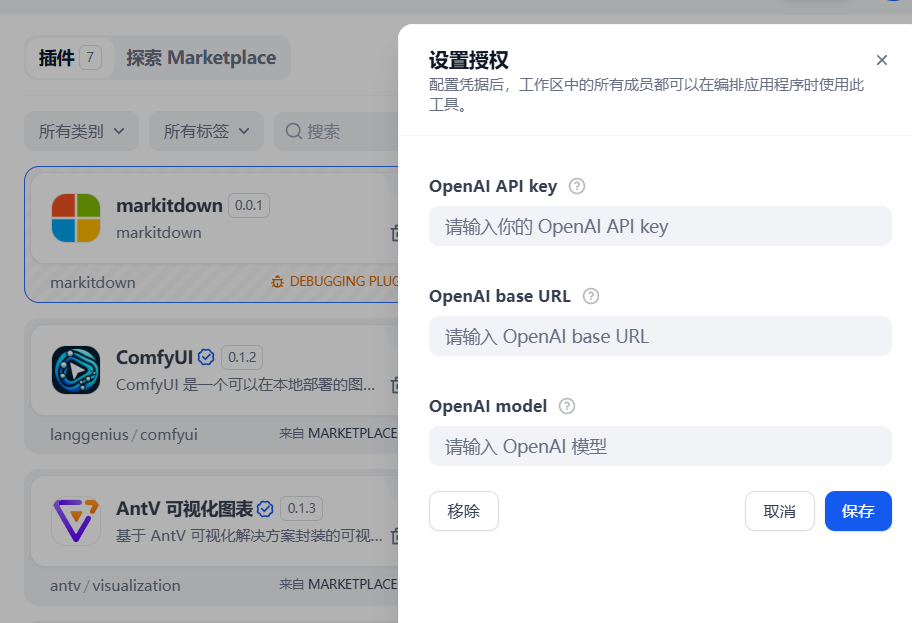 插件 7 探索 Marketplace
所有类别 所有标签 搜索
markitdown 0.0.1
markitdown
markitdown DEBUGGING PLUG
ComfyUI 0.1.2
ComfyUI 是一个可以在本地部署的图...
langgenius / comfyui 来自 MARKETPLACE
AntV 可视化图表 0.1.3
基于 AntV 可视化解决方案封装的可视...
antv / visualization 来自 MARKETPLACE
设置授权
配置凭据后，工作区中的所有成员都可以在编排应用程序时使用此
工具。
OpenAI API key
请输入你的 OpenAI API key
OpenAI base URL
请输入 OpenAI base URL
OpenAI model
请输入 OpenAI 模型
移除 取消 保存